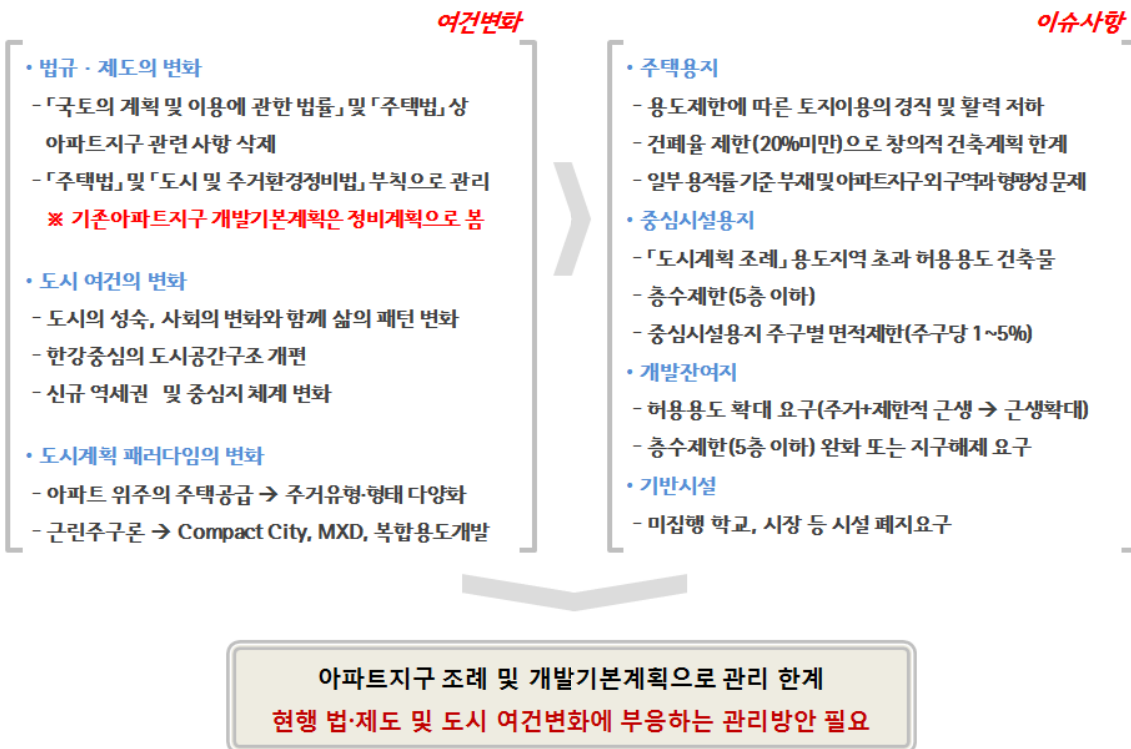 여건변화
• 법규 · 제도의 변화
- 「국토의 계획 및 이용에 관한 법률」 및 「주택법」 상
아파트지구 관련 사항 삭제
- 「주택법」 및 「도시 및 주거환경정비법」 부칙으로 관리
※ 기존아파트지구 개발기본계획은 정비계획으로 봄
• 도시 여건의 변화
- 도시의 성숙, 사회의 변화와 함께 삶의 패턴 변화
- 한강중심의 도시공간구조 개편
- 신규 역세권 및 중심지 체계 변화
• 도시계획 패러다임의 변화
- 아파트 위주의 주택공급 → 주거유형·형태 다양화
- 근린주구론 → Compact City, MXD, 복합용도개발
이슈사항
• 주택용지
- 용도제한에 따른 토지이용의 경직 및 활력 저하
- 건폐율 제한(20%미만)으로 창의적 건축계획 한계
- 일부 용적률 기준 부재 및 아파트지구 외 구역과 형평성 문제
• 중심시설용지
- 「도시계획 조례」 용도지역 초과 허용용도 건축물
- 층수제한(5층 이하)
- 중심시설용지 주구별 면적제한(주구당 1~5%)
• 개발잔여지
- 허용용도 확대 요구(주거+제한적 근생 → 근생확대)
- 층수제한(5층 이하) 완화 또는 지구해제 요구
• 기반시설
- 미집행 학교, 시장 등 시설 폐지요구
아파트지구 조례 및 개발기본계획으로 관리 한계
현행 법·제도 및 도시 여건변화에 부응하는 관리방안 필요